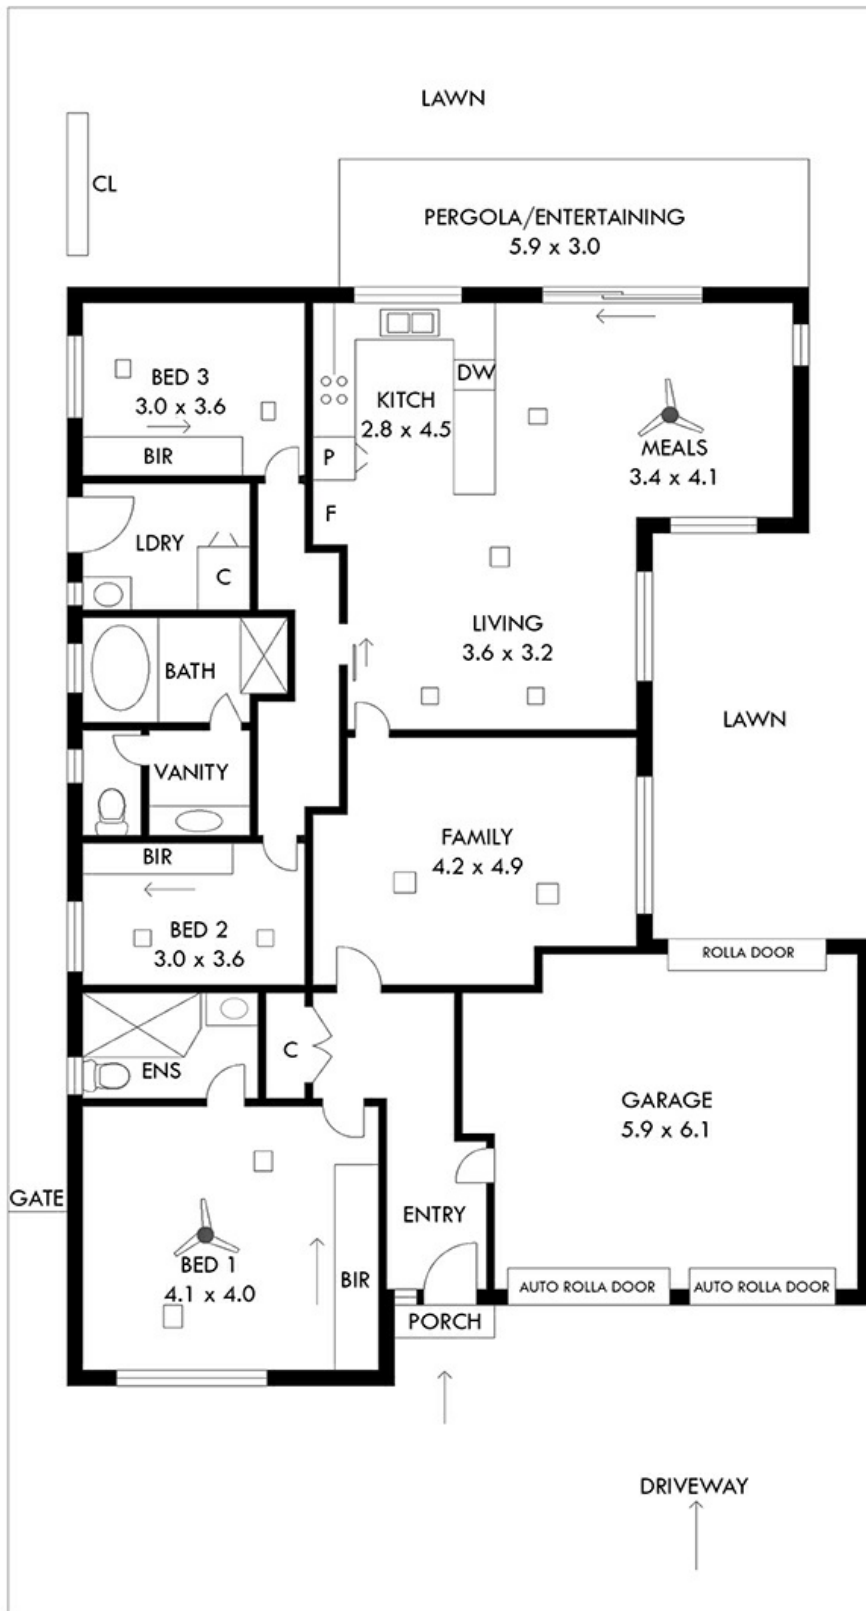 LAWN
CL
PERGOLA/ENTERTAINING
5.9 x 3.0
BED 3
3.0 x 3.6
BIR
KITCH
2.8 x 4.5
DW
P
F
MEALS
3.4 x 4.1
LDRY
C
LIVING
3.6 x 3.2
BATH
LAWN
VANITY
FAMILY
4.2 x 4.9
BIR
BED 2
3.0 x 3.6
ROLLA DOOR
C
ENS
GARAGE
5.9 x 6.1
GATE
ENTRY
BED 1
4.1 x 4.0
BIR
AUTO ROLLA DOOR
AUTO ROLLA DOOR
PORCH
DRIVEWAY